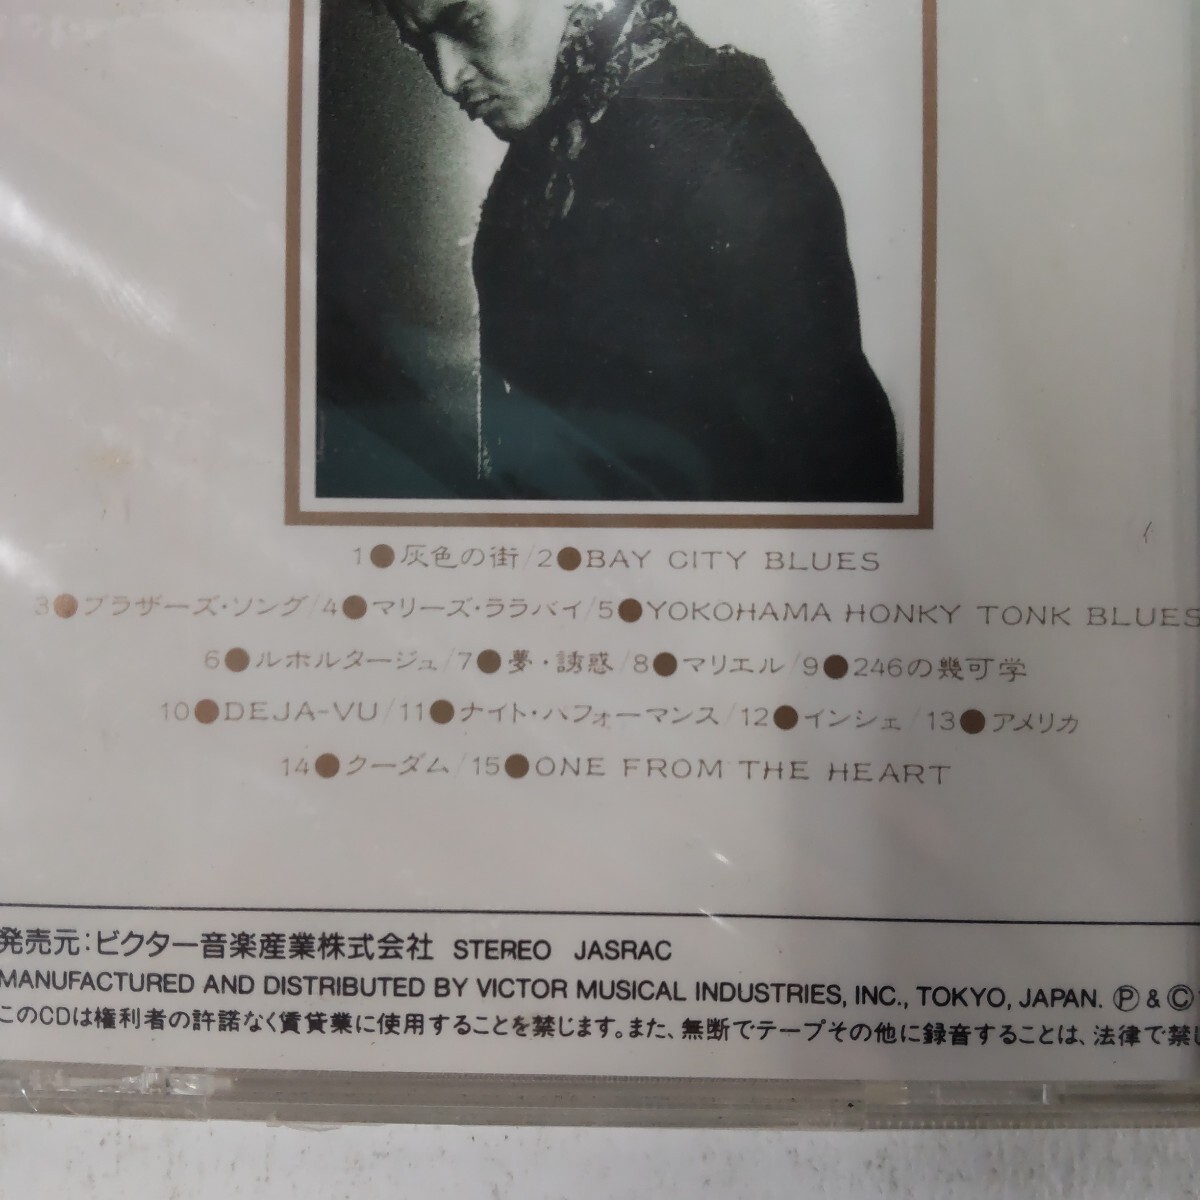 1●灰色の街/2●BAY CITY BLUES
3●ブラザーズ・ソング/4●マリーズ・ララバイ/5●YOKOHAMA HONKY TONK BLUES
6●ルポルタージュ/7●夢・誘惑/8●マリエル/9●246の幾可学
10●DEJA-VU/11●ナイト・パフォーマンス/12●インシェ/13●アメリカ
14●クーダム/15●ONE FROM THE HEART
発売元:ビクター音楽産業株式会社 STEREO JASRAC
MANUFACTURED AND DISTRIBUTED BY VICTOR MUSICAL INDUSTRIES, INC., TOKYO, JAPAN. Ⓟ & Ⓒ
このCDは権利者の許諾なく賃貸業に使用することを禁じます。また、無断でテープその他に録音することは、法律で禁じ